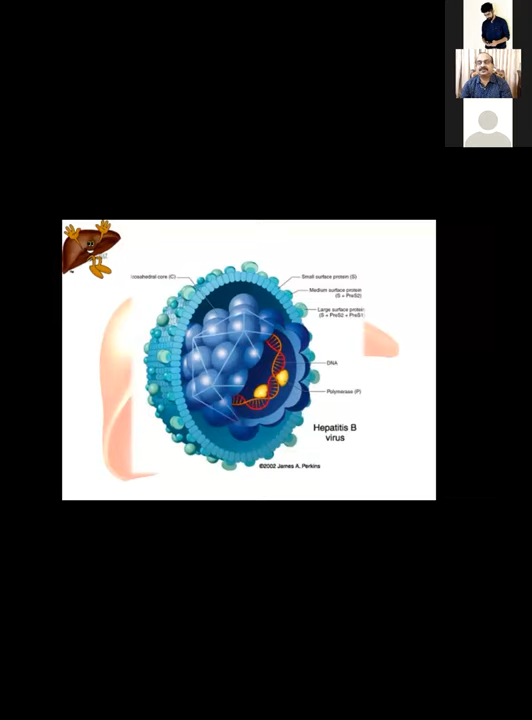 cosahedral core (C)
Small surface protein (S)
Medium surface protein
(S + PreS2)
Large surface protein
(S + PreS2 + PreS1)
DNA
Polymerase (P)
Hepatitis B
virus
©2002 James A. Perkins